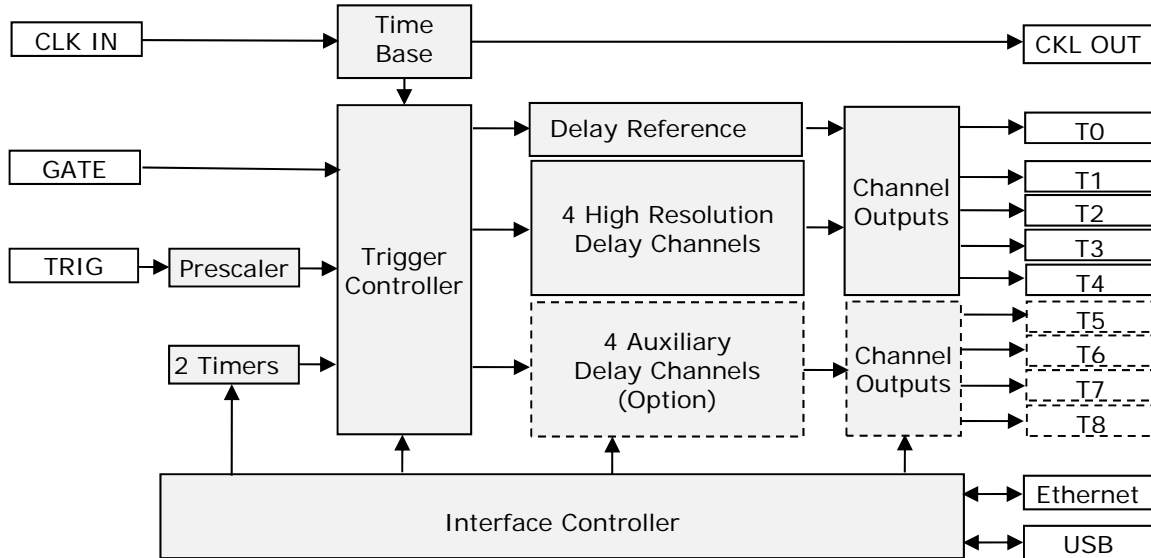 CLK IN
Time
Base
CKL OUT
GATE
TRIG
Prescaler
2 Timers
Trigger
Controller
Delay Reference
4 High Resolution
Delay Channels
4 Auxiliary
Delay Channels
(Option)
Channel
Outputs
Channel
Outputs
T0
T1
T2
T3
T4
T5
T6
T7
T8
Interface Controller
Ethernet
USB